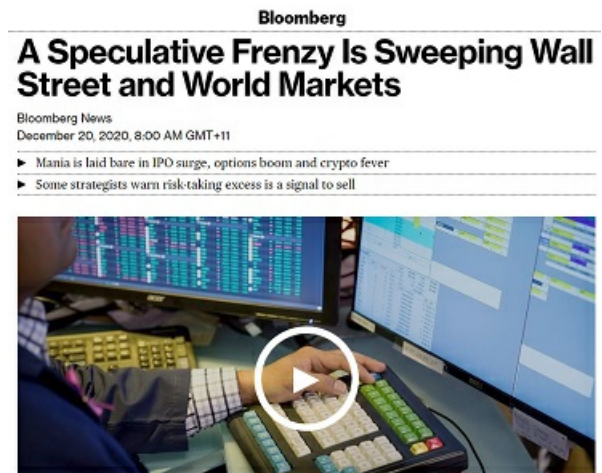 Bloomberg
A Speculative Frenzy Is Sweeping Wall
Street and World Markets
Bloomberg News
December 20, 2020, 8:00 AM GMT+11
► Mania is laid bare in IPO surge, options boom and crypto fever
► Some strategists warn risk-taking excess is a signal to sell
acer